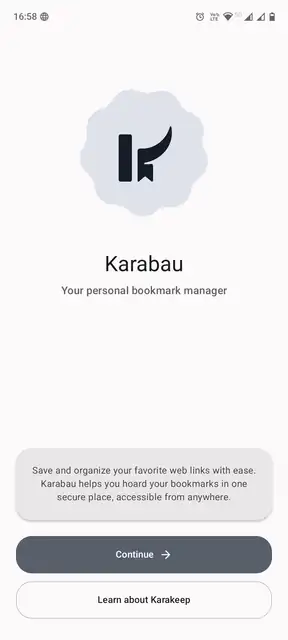 16:58
Karabau
Your personal bookmark manager
Save and organize your favorite web links with ease.
Karabau helps you hoard your bookmarks in one
secure place, accessible from anywhere.
Continue →
Learn about Karakeep